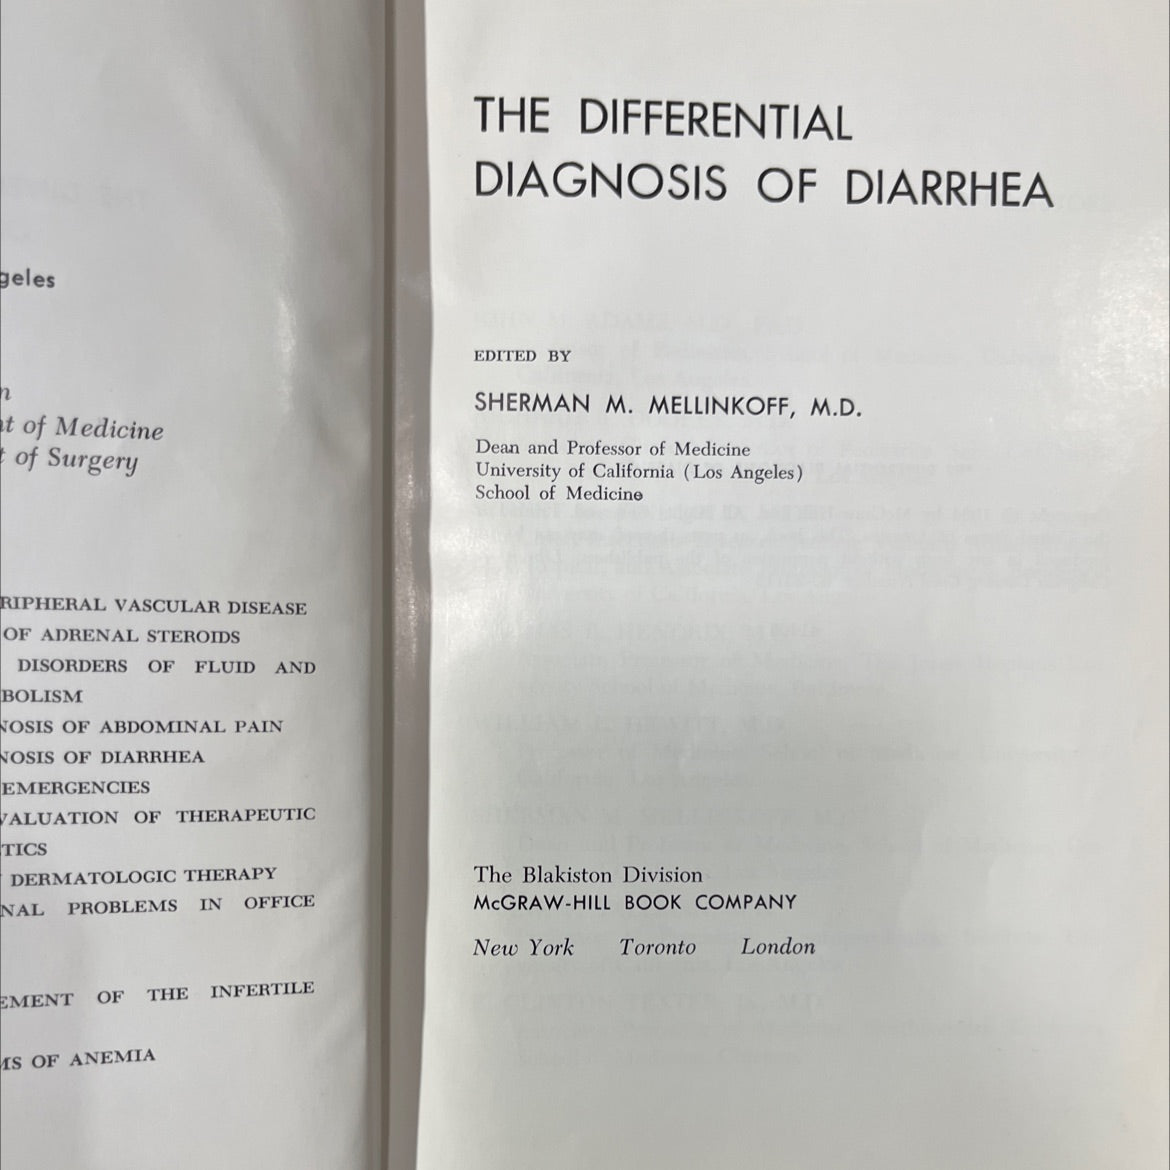 geles
n
t of Medicine
of Surgery
RIPHERAL VASCULAR DISEASE
OF ADRENAL STEROIDS
DISORDERS OF FLUID AND
BOLISM
NOSIS OF ABDOMINAL PAIN
NOSIS OF DIARRHEA
EMERGENCIES
VALUATION OF THERAPEUTIC
TICS
DERMATOLOGIC THERAPY
NAL PROBLEMS IN OFFICE
EMENT OF THE INFERTILE
MS OF ANEMIA
THE DIFFERENTIAL
DIAGNOSIS OF DIARRHEA
EDITED BY
SHERMAN M. MELLINKOFF, M.D.
Dean and Professor of Medicine
University of California (Los Angeles)
School of Medicine
The Blakiston Division
McGRAW-HILL BOOK COMPANY
New York Toronto London